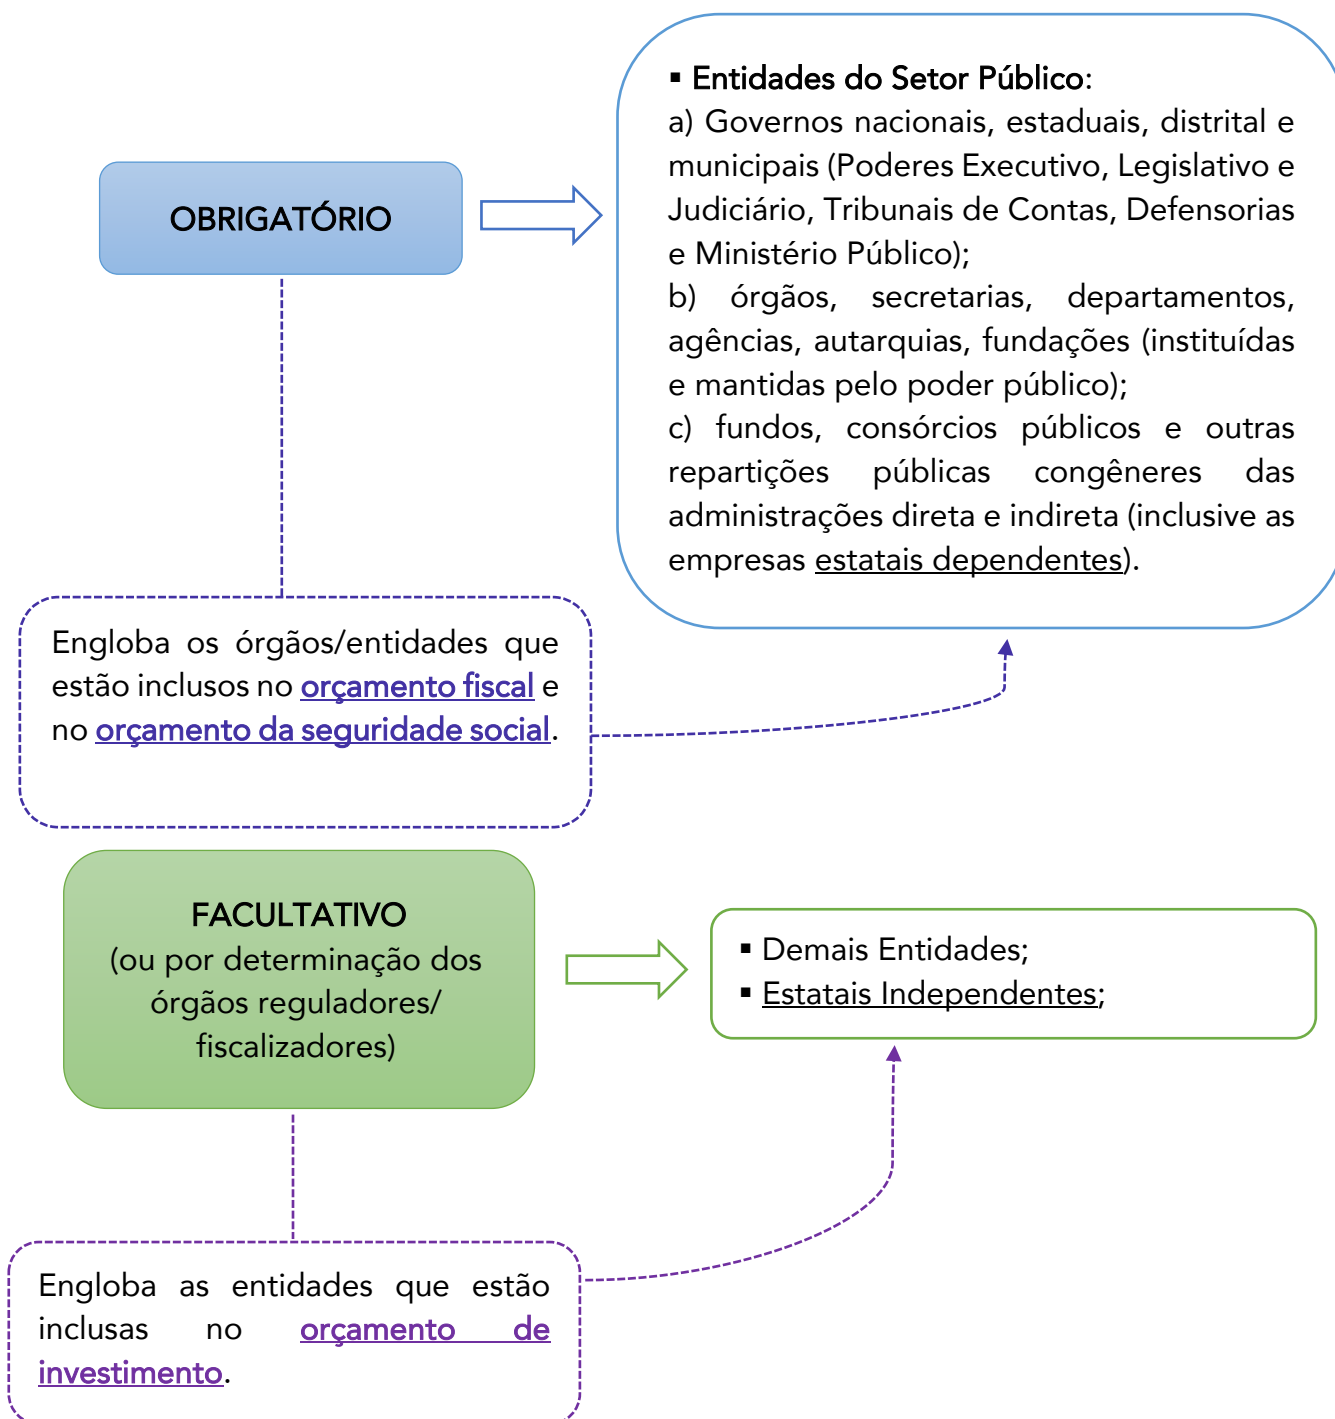 OBRIGATÓRIO
▪ Entidades do Setor Público:
a) Governos nacionais, estaduais, distrital e
municipais (Poderes Executivo, Legislativo e
Judiciário, Tribunais de Contas, Defensorias
e Ministério Público);
b) órgãos, secretarias, departamentos,
agências, autarquias, fundações (instituídas
e mantidas pelo poder público);
c) fundos, consórcios públicos e outras
repartições públicas congêneres das
administrações direta e indireta (inclusive as
empresas estatais dependentes).
Engloba os órgãos/entidades que
estão inclusos no orçamento fiscal e
no orçamento da seguridade social.
FACULTATIVO
(ou por determinação dos
órgãos reguladores/
fiscalizadores)
▪ Demais Entidades;
▪ Estatais Independentes;
Engloba as entidades que estão
inclusas no orçamento de
investimento.